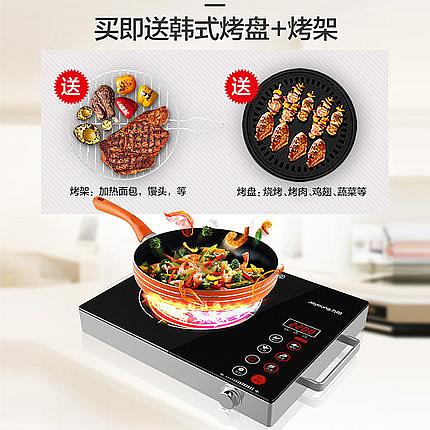 买即送韩式烤盘+烤架
送
送
烤架：加热面包，馒头，等
烤盘：烧烤、烤肉、鸡翅、蔬菜等